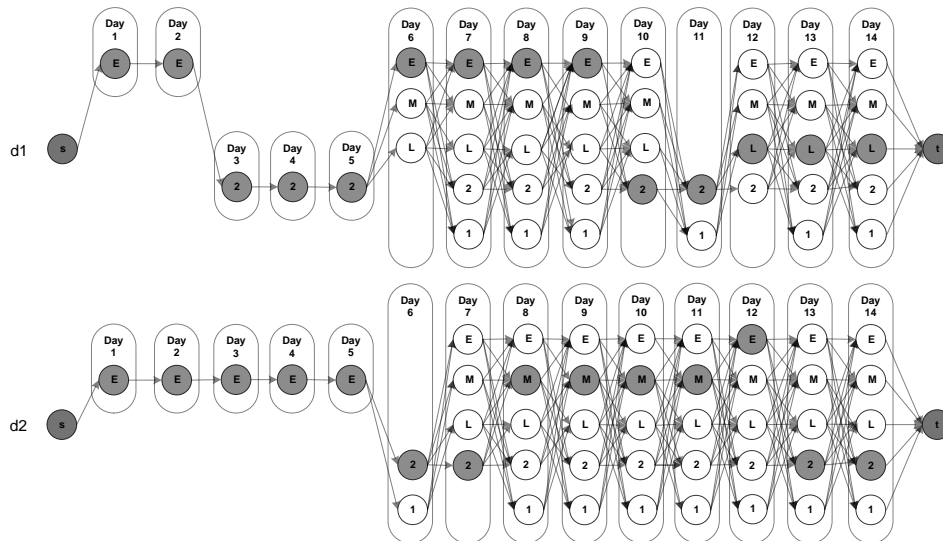 Day Day Day Day Day Day Day Day Day Day Day
1 2 6 7 8 9 10 11 12 13 14
E E E E E E E E E E
M M M M M M M M
Day Day Day
3 4 5
d1 s L L L L L L L L t
2 2 2 2 2 2 2 2 2 2 2
1 1 1 1 1 1
Day Day Day Day Day Day Day Day Day
6 7 8 9 10 11 12 13 14
E E E E E E E E
Day Day Day Day Day
1 2 3 4 5
E E E E E M M M M M M M M
d2 s L L L L L L L L t
2 2 2 2 2 2 2 2 2
1 1 1 1 1 1 1 1